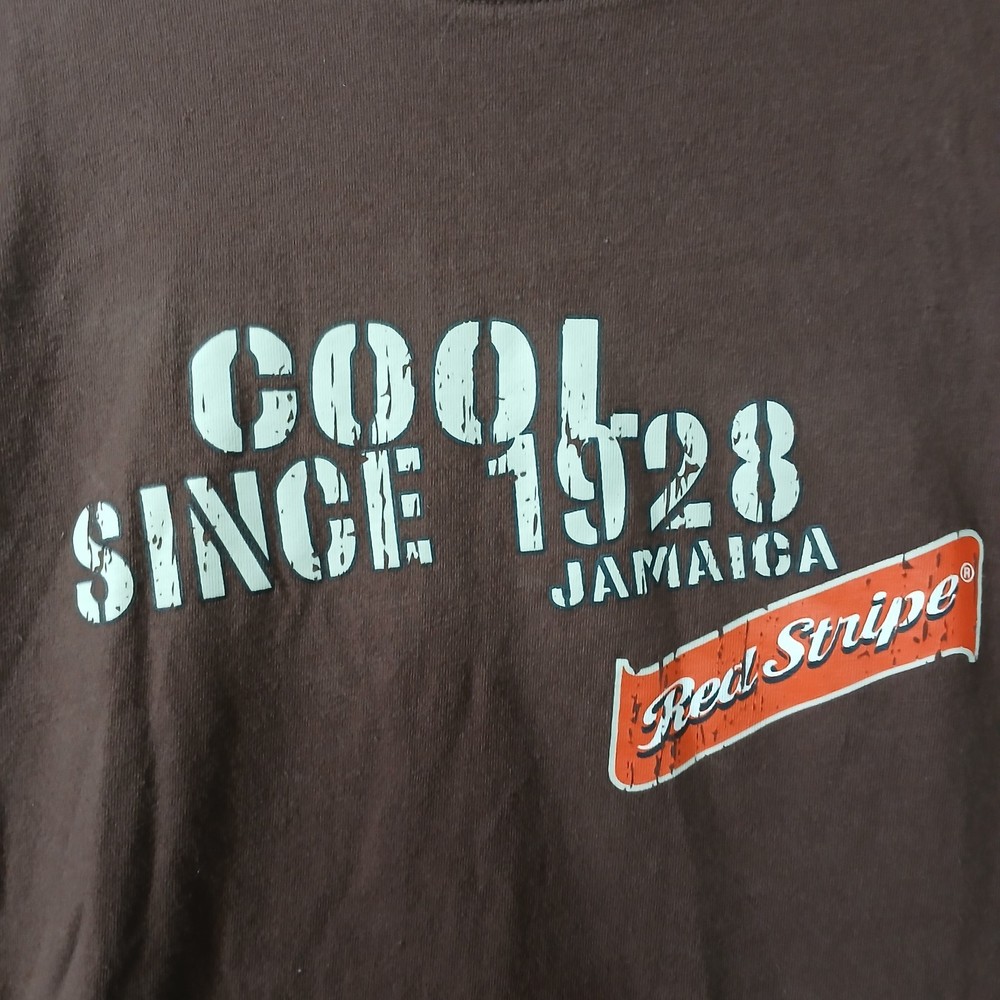 COOL
SINCE 1928
JAMAICA
Red Stripe®